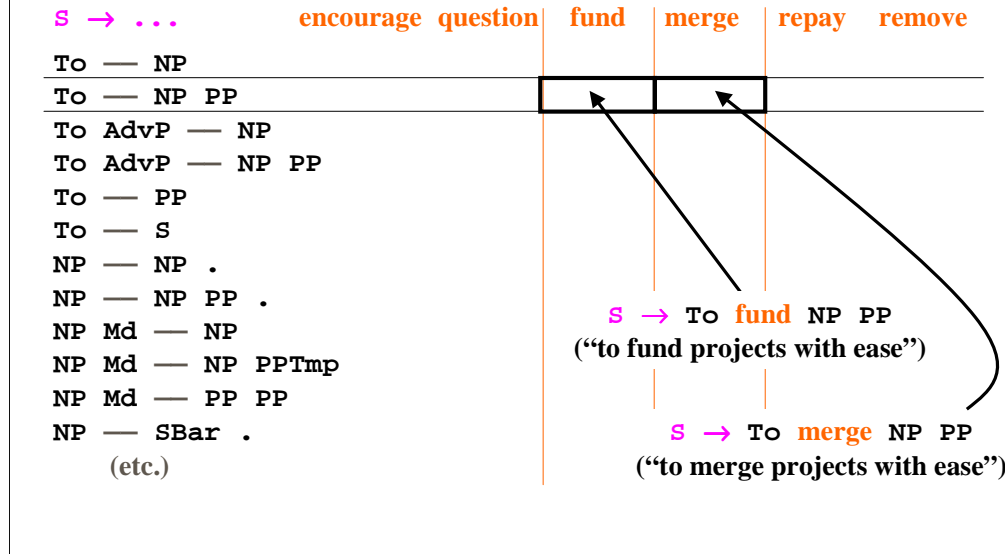 S → ... encourage question fund merge repay remove
To — NP
To — NP PP
To AdvP — NP
To AdvP — NP PP
To — PP
To — S
NP — NP .
NP — NP PP .
NP Md — NP
NP Md — NP PPTmp
NP Md — PP PP
NP — SBar .
(etc.)
S → To fund NP PP
(“to fund projects with ease”)
S → To merge NP PP
(“to merge projects with ease”)